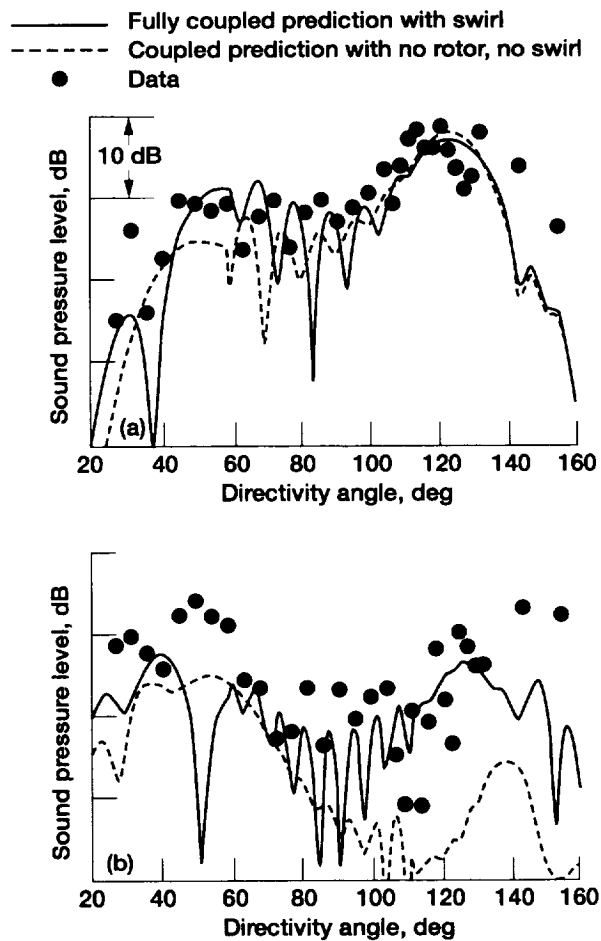 Fully coupled prediction with swirl
Coupled prediction with no rotor, no swirl
Data
10 dB
Sound pressure level, dB
(a)
20 40 60 80 100 120 140 160
Directivity angle, deg
Sound pressure level, dB
(b)
20 40 60 80 100 120 140 160
Directivity angle, deg